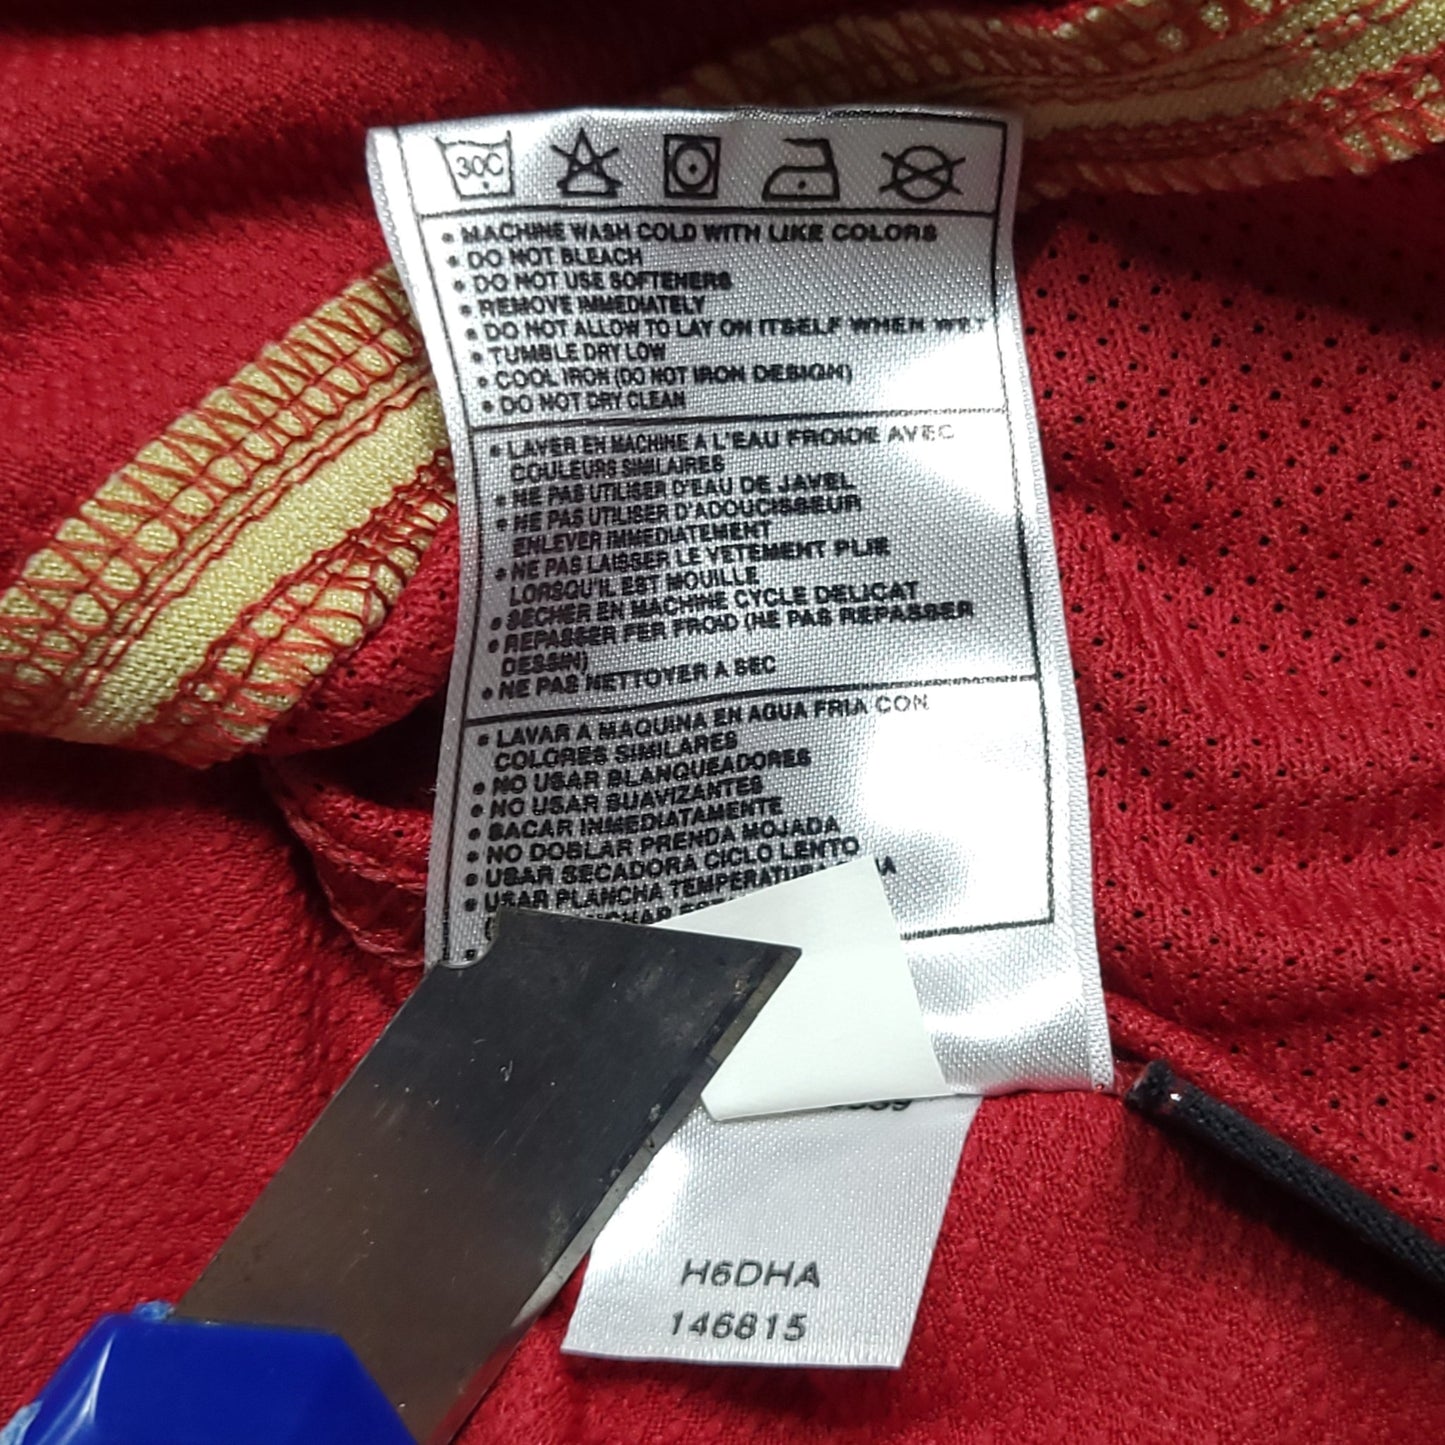 30C
• MACHINE WASH COLD WITH LIKE COLORS
• DO NOT BLEACH
• DO NOT USE SOFTENERS
• REMOVE IMMEDIATELY
• DO NOT ALLOW TO LAY ON ITSELF WHEN WET
• TUMBLE DRY LOW
• COOL IRON (DO NOT IRON DESIGN)
• DO NOT DRY CLEAN
• LAVER EN MACHINE A L'EAU FROIDE AVEC
COULEURS SIMILAIRES
• NE PAS UTILISER D'EAU DE JAVEL
• NE PAS UTILISER D'ADOUCISSEUR
ENLEVER IMMEDIATEMENT
• NE PAS LAISSER LE VETEMENT PLIE
LORSQU'IL EST MOUILLE
• SECHER EN MACHINE CYCLE DELICAT
• REPASSER FER FROID (NE PAS REPASSER
DESSIN)
• NE PAS NETTOYER A SEC
• LAVAR A MAQUINA EN AGUA FRIA CON
COLORES SIMILARES
• NO USAR BLANQUEADORES
• NO USAR SUAVIZANTES
• SACAR INMEDIATAMENTE
• NO DOBLAR PRENDA MOJADA
• USAR SECADORA CICLO LENTO
• USAR PLANCHA TEMPERATURA
H6DHA
146815